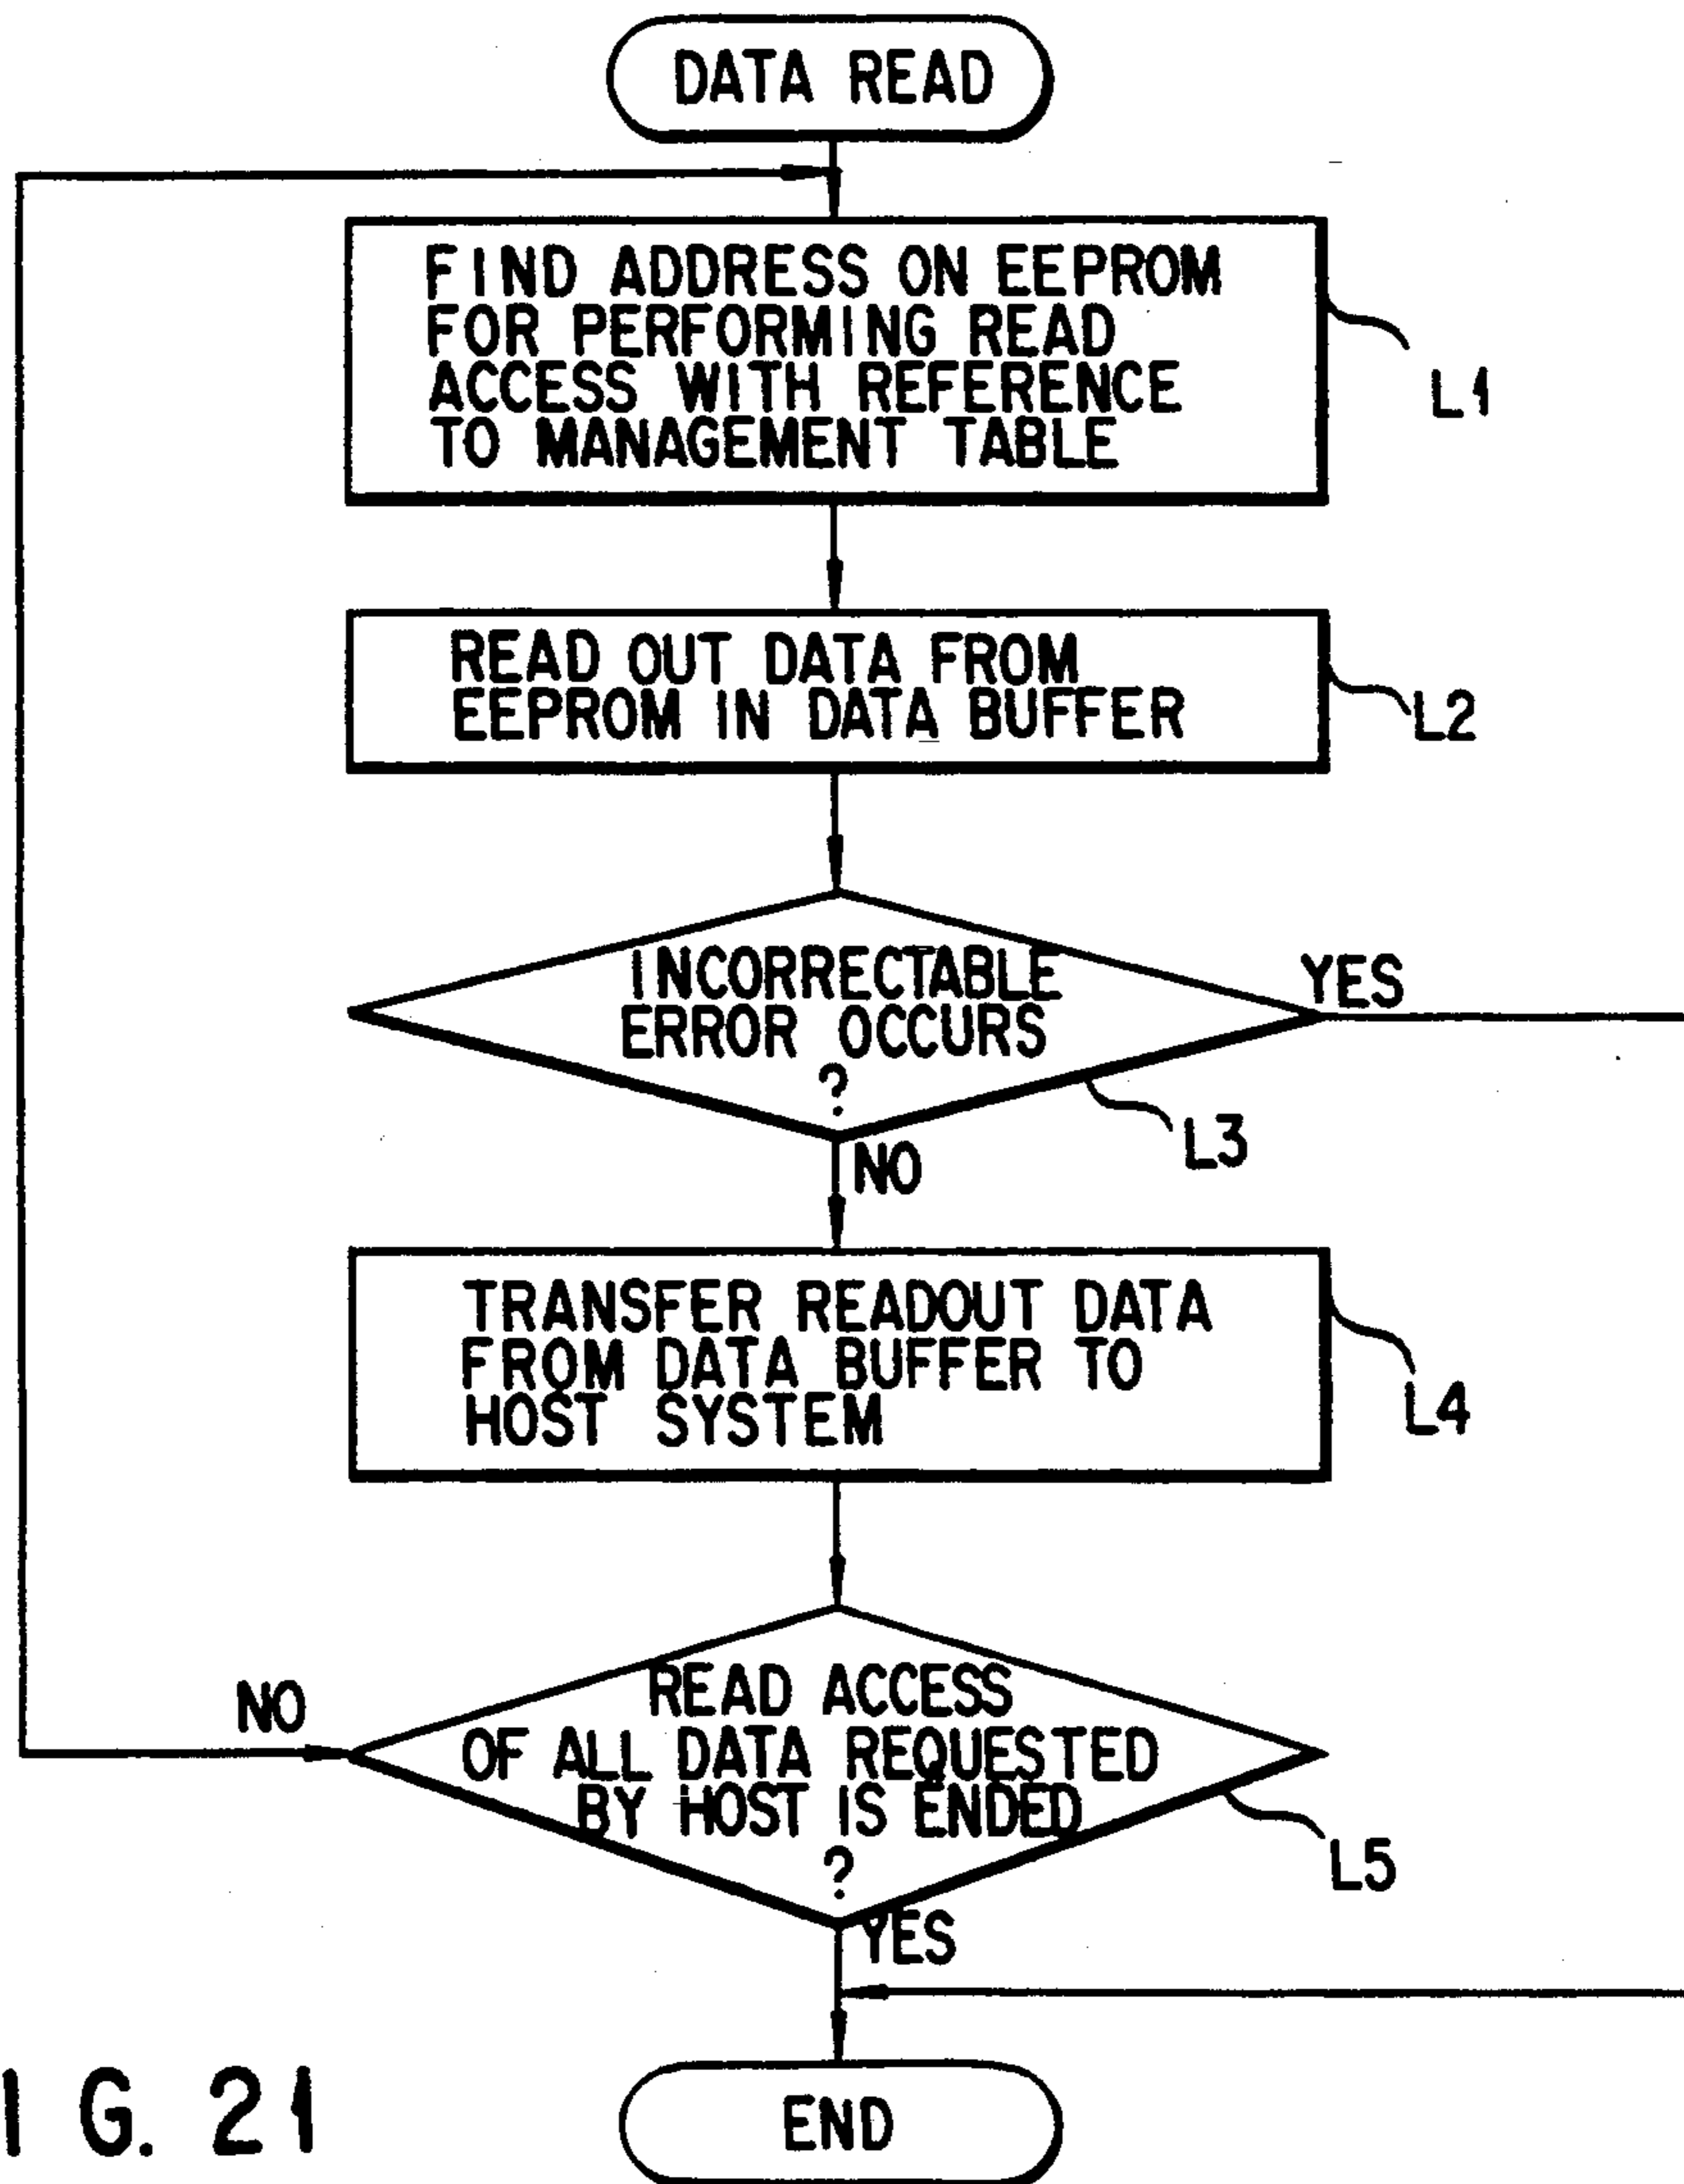 DATA READ
FIND ADDRESS ON EEPROM
FOR PERFORMING READ
ACCESS WITH REFERENCE
TO MANAGEMENT TABLE
L1
READ OUT DATA FROM
EEPROM IN DATA BUFFER
L2
INCORRECTABLE
ERROR OCCURS
?
YES
L3
NO
TRANSFER READOUT DATA
FROM DATA BUFFER TO
HOST SYSTEM
L4
READ ACCESS
OF ALL DATA REQUESTED
BY HOST IS ENDED
?
NO
L5
YES
END
I G. 21